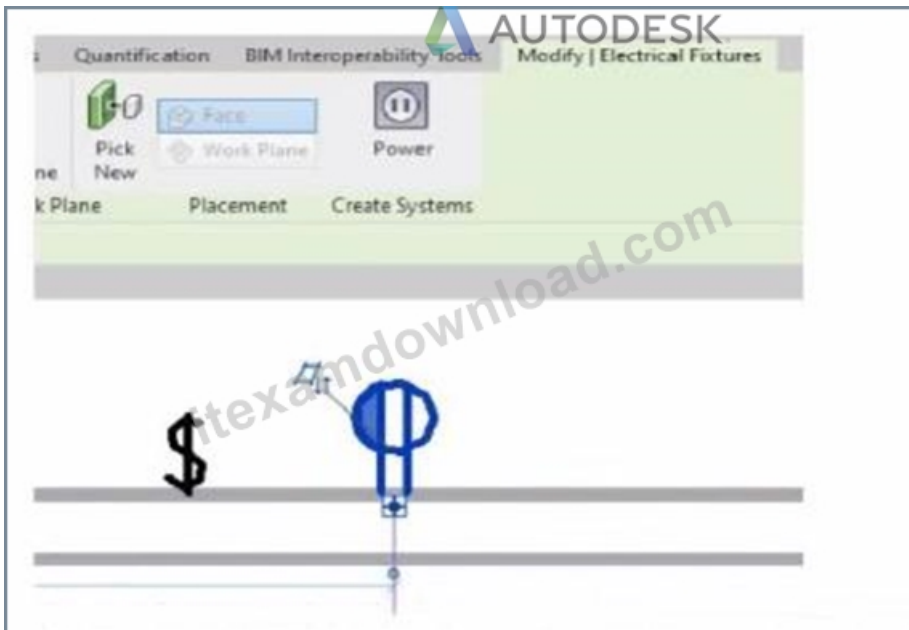 AUTODESK
: Quantification BIM Interoperability Tools Modify | Electrical Fixtures
Face
Pick Work Plane Power
ne New
k Plane Placement Create Systems
itexamdownload.com
$